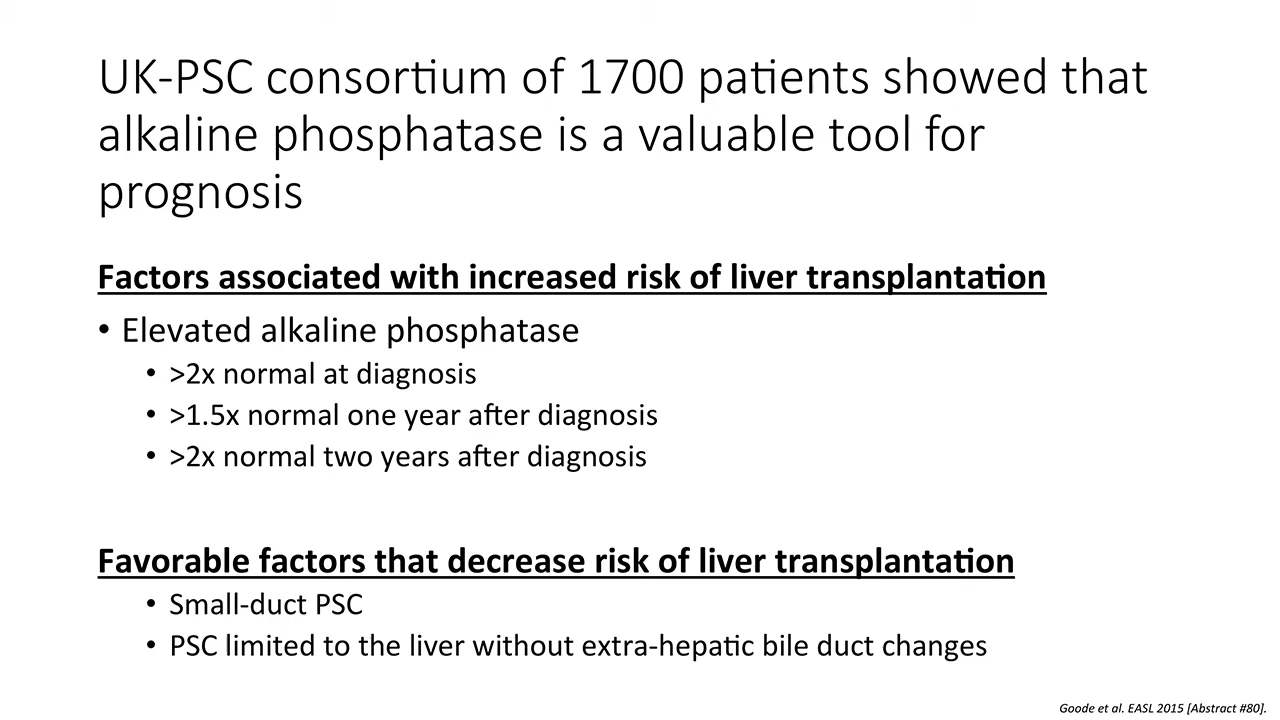 UK-PSC consortium of 1700 patients showed that
alkaline phosphatase is a valuable tool for
prognosis
Factors associated with increased risk of liver transplantation
• Elevated alkaline phosphatase
• >2x normal at diagnosis
• >1.5x normal one year after diagnosis
• >2x normal two years after diagnosis
Favorable factors that decrease risk of liver transplantation
• Small-duct PSC
• PSC limited to the liver without extra-hepatic bile duct changes
Goode et al. EASL 2015 [Abstract #80].